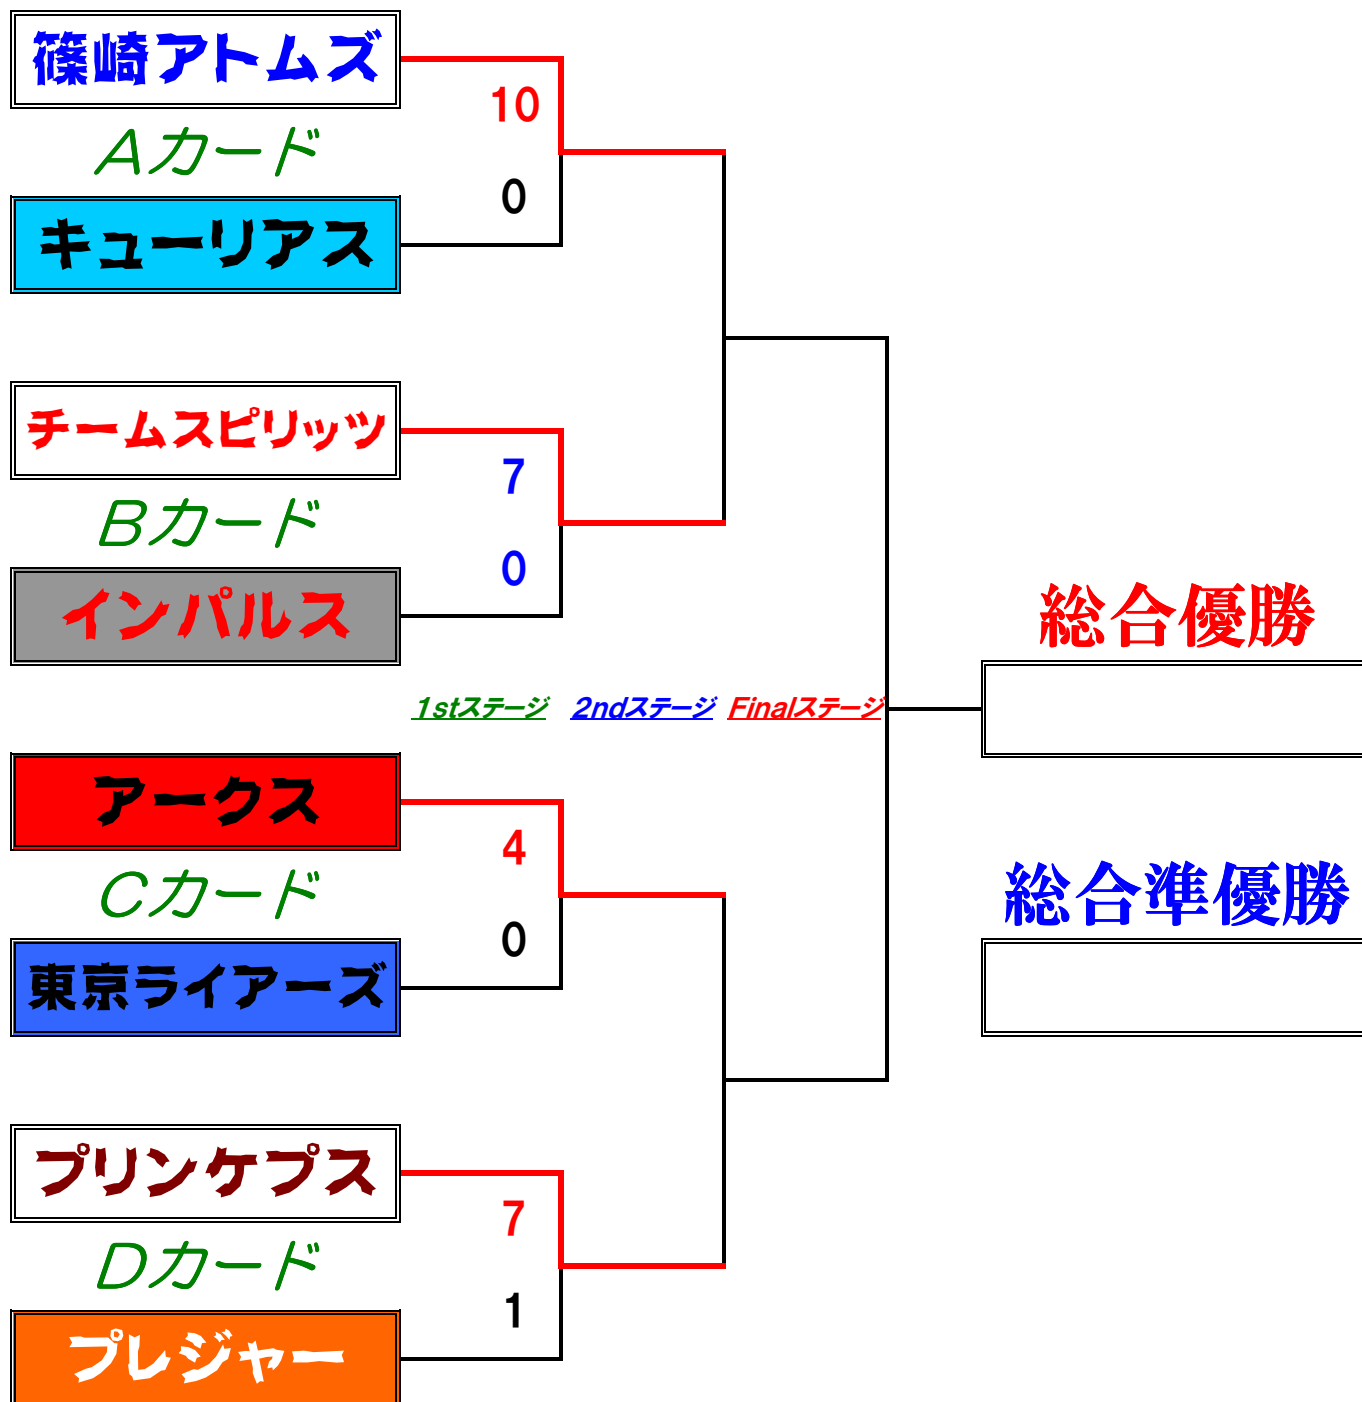 篠崎アトムズ
10
Aカード
0
キューリアス
チームスピリッツ
7
Bカード
0
インパルス
総合優勝
1stステージ 2ndステージ Finalステージ
アークス
4
Cカード
総合準優勝
0
東京ライアーズ
プリンケプス
7
Dカード
1
プレジャー